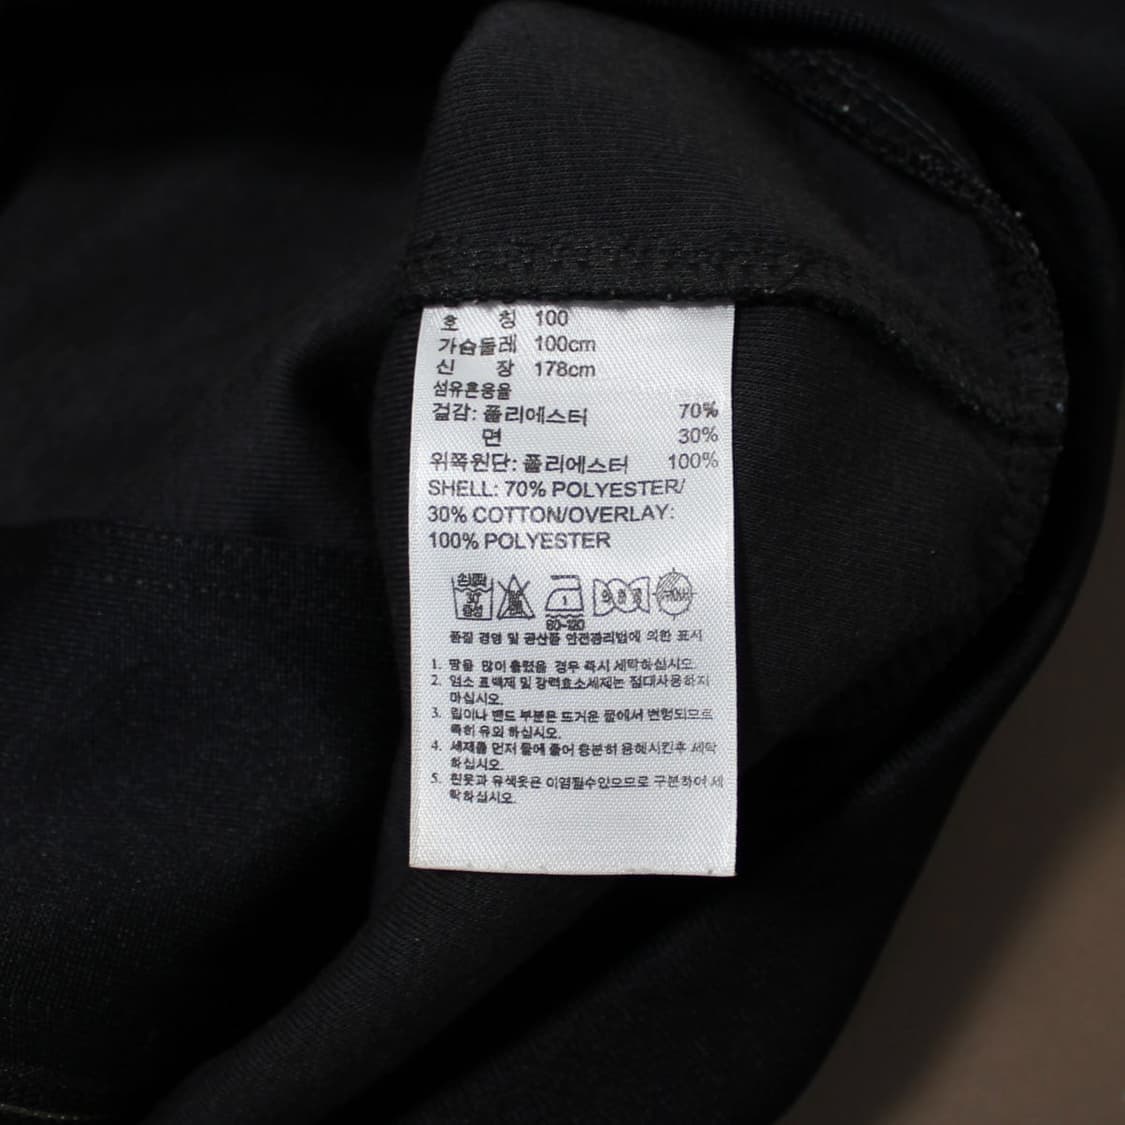 호 칭 100
가슴둘레 100cm
신 장 178cm
섬유혼용율
겉감: 폴리에스터 70%
면 30%
위쪽원단: 폴리에스터 100%
SHELL: 70% POLYESTER/
30% COTTON/OVERLAY:
100% POLYESTER
손세탁
30°
중성
1
80-120
품질 경영 및 공산품 안전관리법에 의한 표시
1. 땀을 많이 흘렸을 경우 즉시 세탁하십시오.
2. 염소 표백제 및 강력효소세제는 절대사용하지
마십시오.
3. 립이나 밴드 부분은 뜨거운 물에서 변형되므로
특히 유의 하십시오.
4. 세제를 먼저 물에 풀어 충분히 용해시킨후 세탁
하십시오.
5. 흰옷과 유색옷은 이염될수있으므로 구분하여 세
탁하십시오.